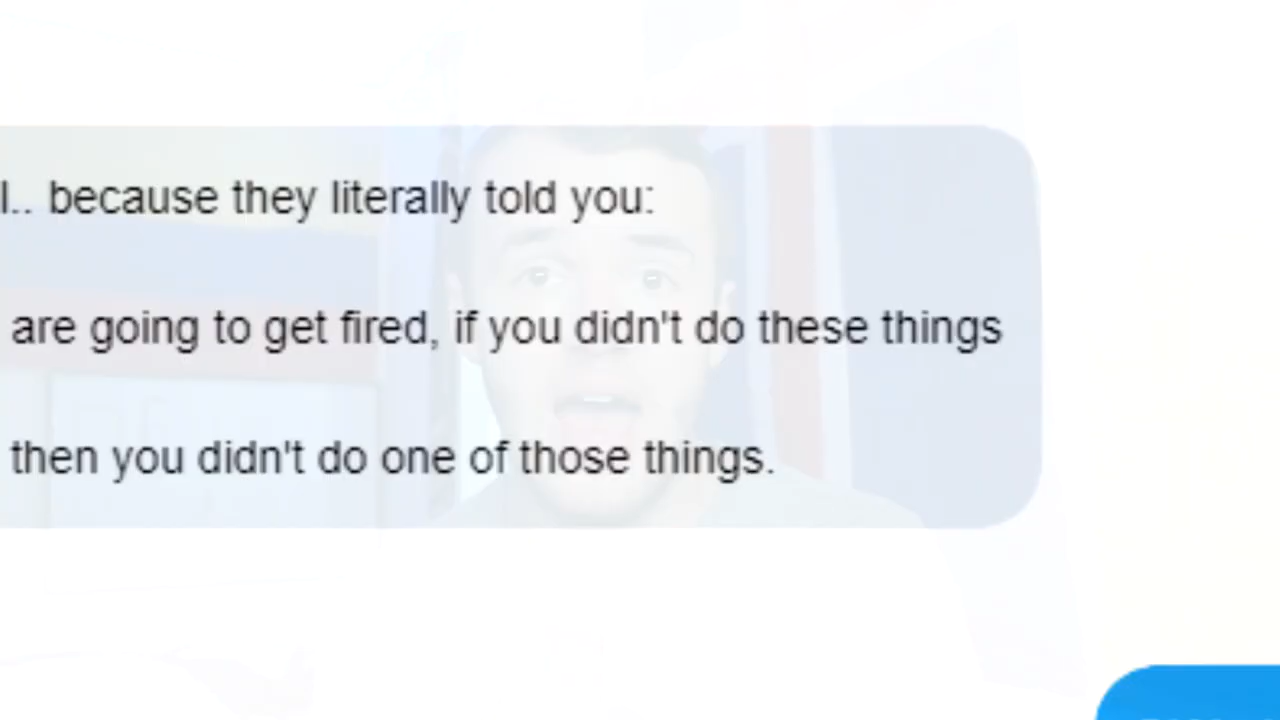 l.. because they literally told you:
are going to get fired, if you didn't do these things
then you didn't do one of those things.